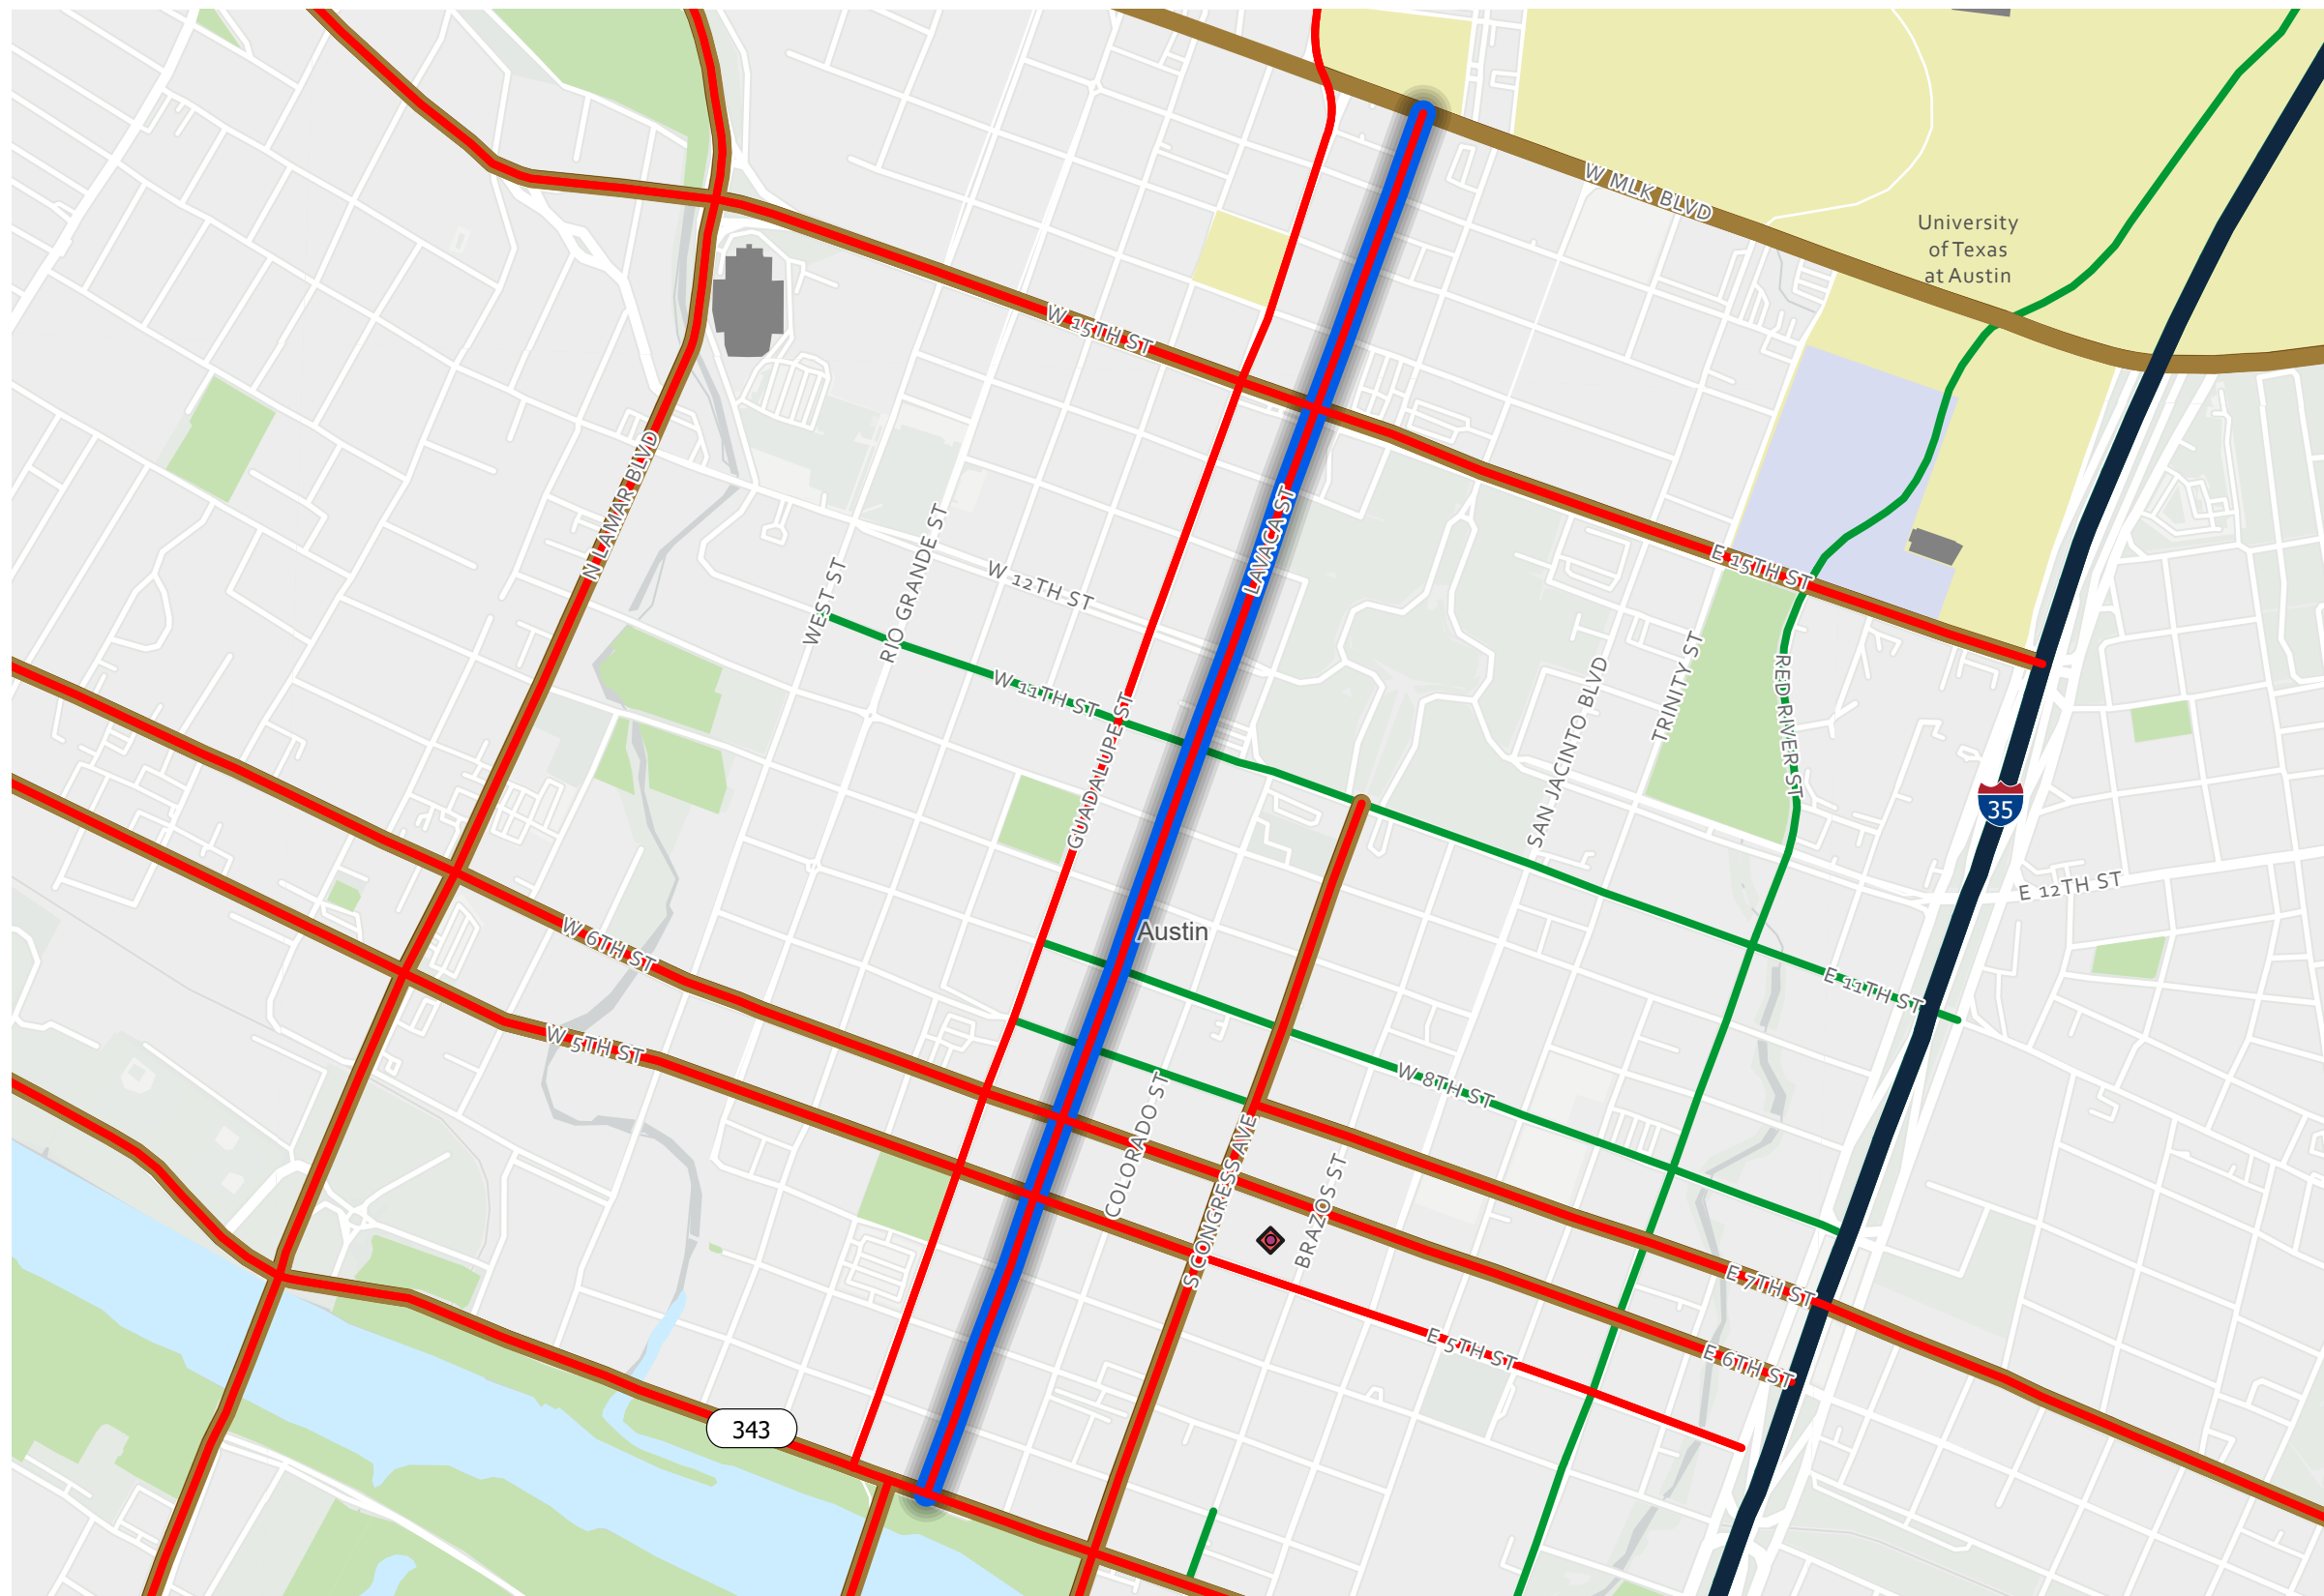 W MLK BLVD
University
of Texas
at Austin
W 15TH ST
N LAMAR BLVD
LAVACA ST
RIO GRANDE ST
WEST ST
W 12TH ST
E 15TH ST
W 11TH ST
GUADALUPE ST
SAN JACINTO BLVD
TRINITY ST
RED RIVER ST
35
E 12TH ST
Austin
W 6TH ST
E 11TH ST
W 5TH ST
W 8TH ST
COLORADO ST
S CONGRESS AVE
BRAZOS ST
E 7TH ST
E 5TH ST
E 6TH ST
343